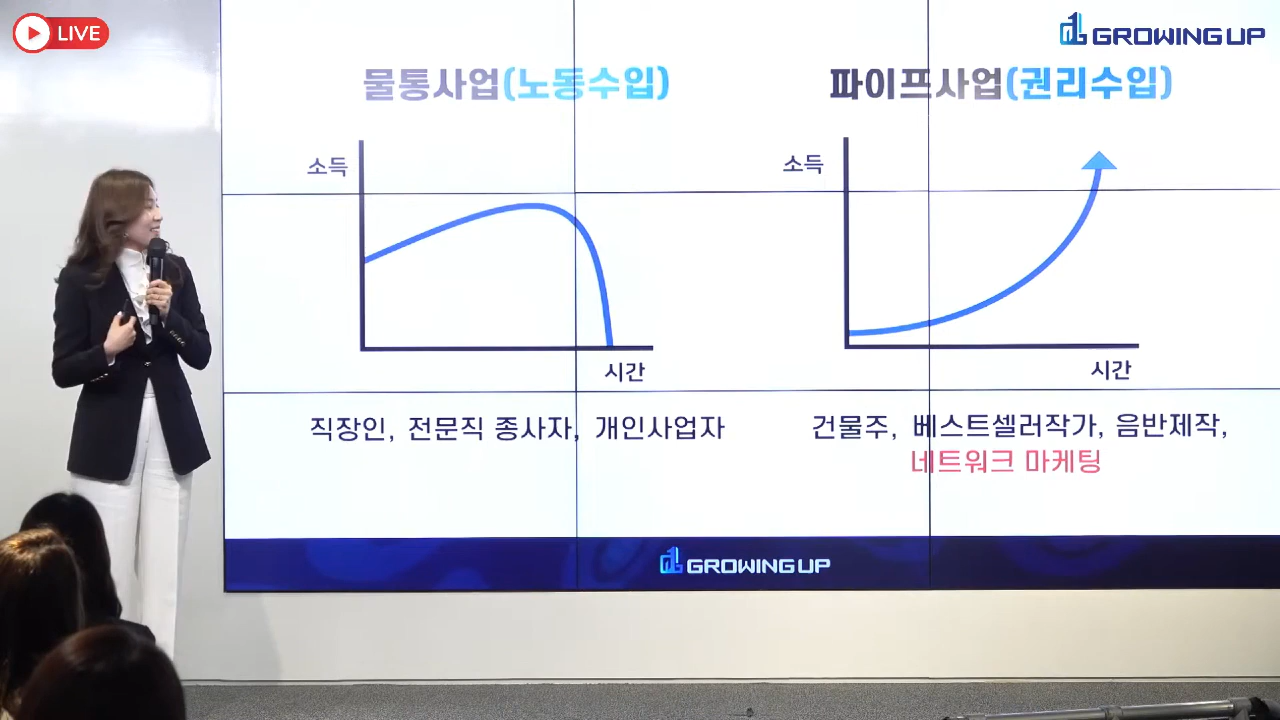 LIVE
GROWING UP
물통사업(노동수입)
파이프사업(권리수입)
소득
시간
소득
시간
직장인, 전문직 종사자, 개인사업자
건물주, 베스트셀러작가, 음반제작,
네트워크 마케팅
GROWING UP